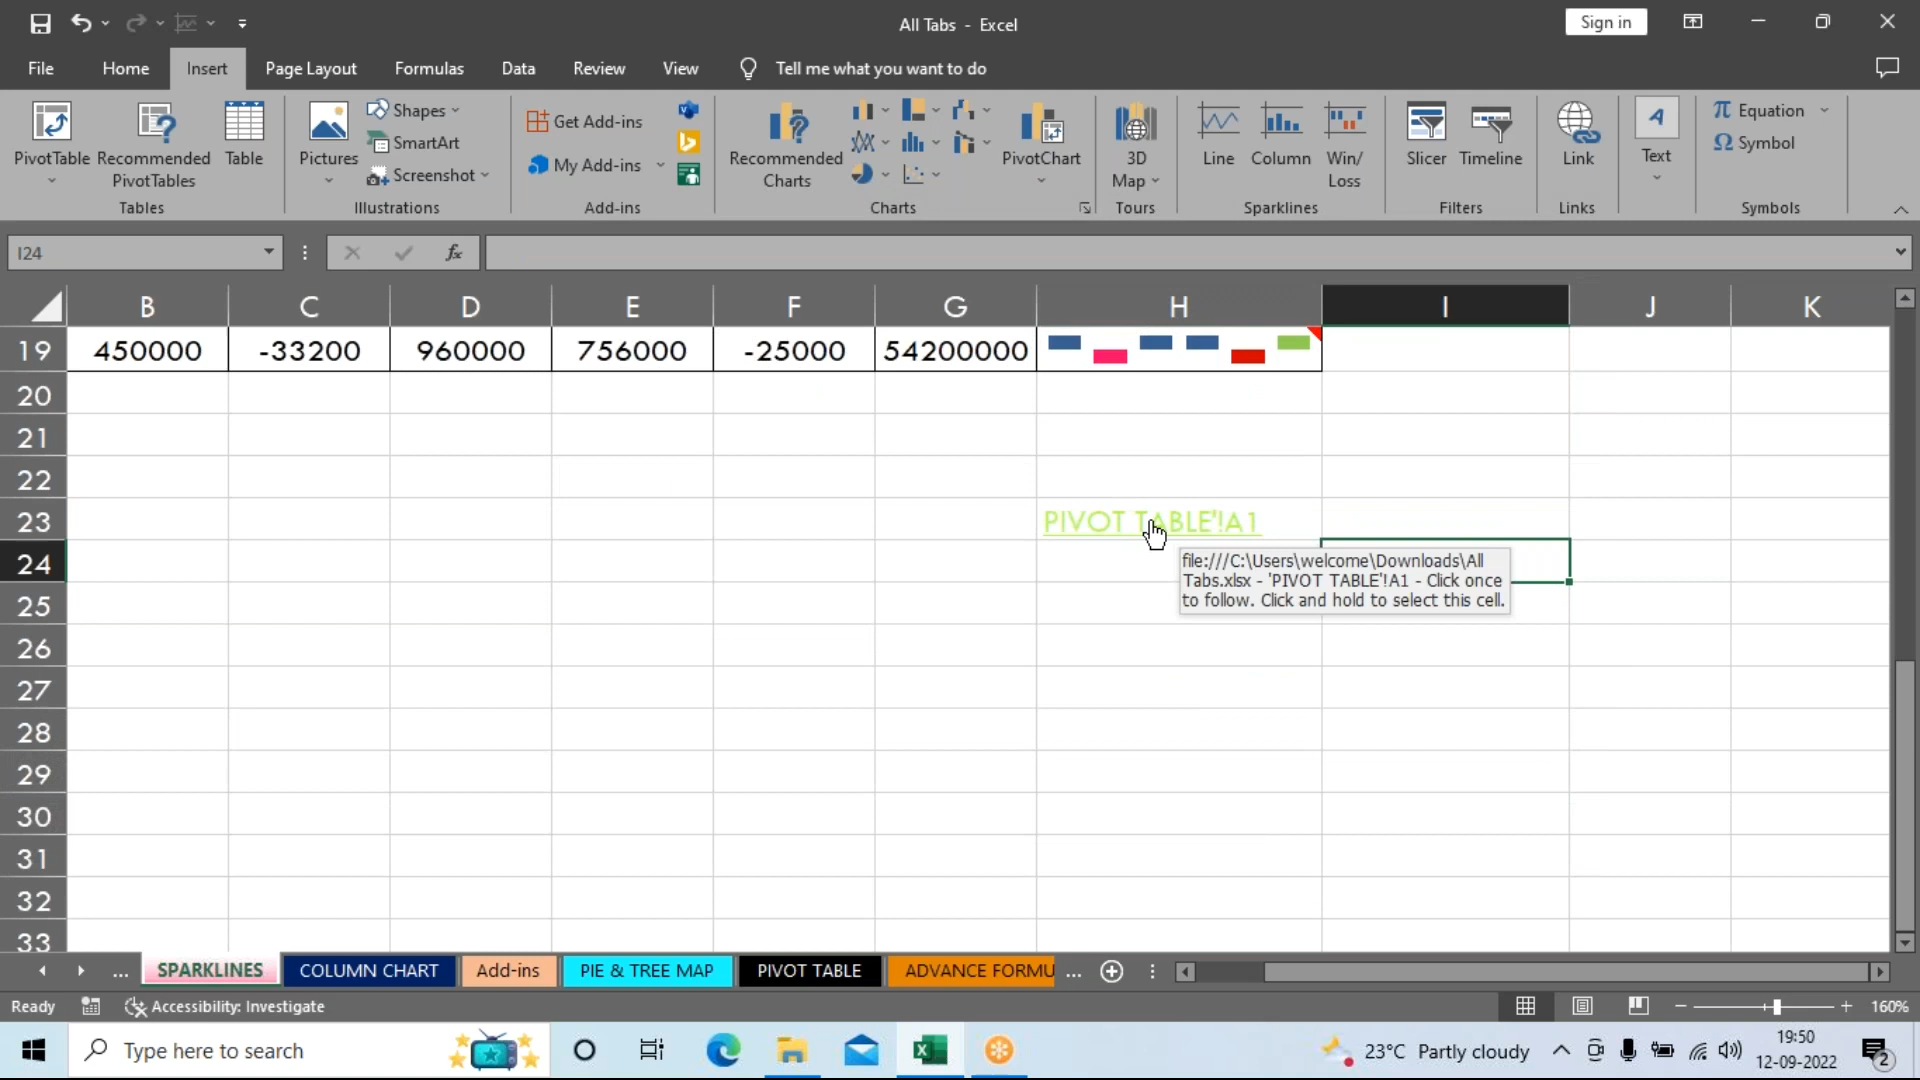 All Tabs - Excel
Sign in
File Home Insert Page Layout Formulas Data Review View Tell me what you want to do
PivotTable
Recommended PivotTables
Table
Tables
Pictures
Shapes
SmartArt
Screenshot
Illustrations
Get Add-ins
My Add-ins
Add-ins
Recommended Charts
PivotChart
Charts
3D Map
Tours
Line
Column
Win/ Loss
Sparklines
Slicer
Timeline
Filters
Link
Links
A
Text
π Equation
Ω Symbol
Symbols
I24
fx
B C D E F G H I J K
19 450000 -33200 960000 756000 -25000 54200000
20
21
22
23 PIVOT TABLE'!A1
24
file:///C:\Users\welcome\Downloads\All
Tabs.xlsx - 'PIVOT TABLE'!A1 - Click once
to follow. Click and hold to select this cell.
25
26
27
28
29
30
31
32
33
... SPARKLINES COLUMN CHART Add-ins PIE & TREE MAP PIVOT TABLE ADVANCE FORMU ...
Ready Accessibility: Investigate 160%
Type here to search
23°C Partly cloudy
19:50
12-09-2022
2